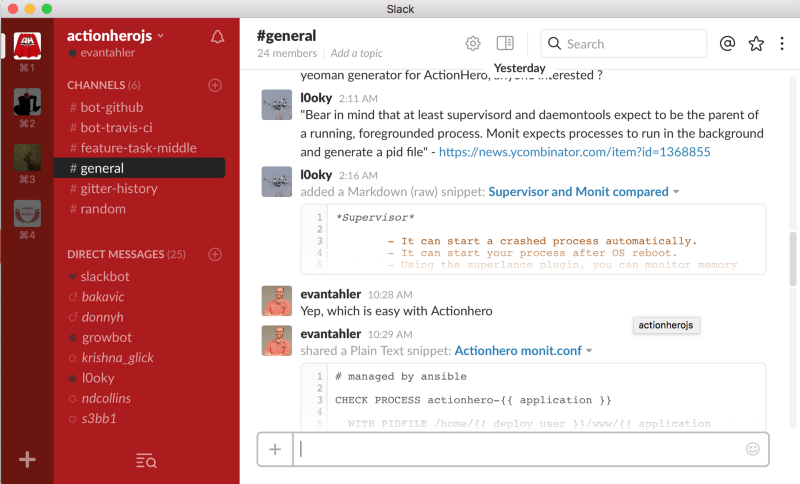 Slack
⌘1
⌘2
⌘3
⌘4
actionherojs
evantahler
CHANNELS (6)
# bot-github
# bot-travis-ci
# feature-task-middle
# general
# gitter-history
# random
DIRECT MESSAGES (25)
slackbot
bakavic
donnyh
growbot
krishna_glick
l0oky
ndcollins
s3bb1
#general
24 members | Add a topic
Search
Yesterday
yeoman generator for ActionHero, anyone interested ?
l0oky 2:11 AM
"Bear in mind that at least supervisord and daemontools expect to be the parent of
a running, foregrounded process. Monit expects processes to run in the background
and generate a pid file" - https://news.ycombinator.com/item?id=1368855
l0oky 2:16 AM
added a Markdown (raw) snippet: Supervisor and Monit compared
1 *Supervisor*
2
3 - It can start a crashed process automatically.
4 - It can start your process after OS reboot.
5 - Using the superlance plugin, you can monitor memory
evantahler 10:28 AM
Yep, which is easy with Actionhero
actionherojs
evantahler 10:29 AM
shared a Plain Text snippet: Actionhero monit.conf
1 # managed by ansible
2
3 CHECK PROCESS actionhero-{{ application }}
4
5 WITH PIDFILE /home/{{ deploy_user }}/www/{{ application